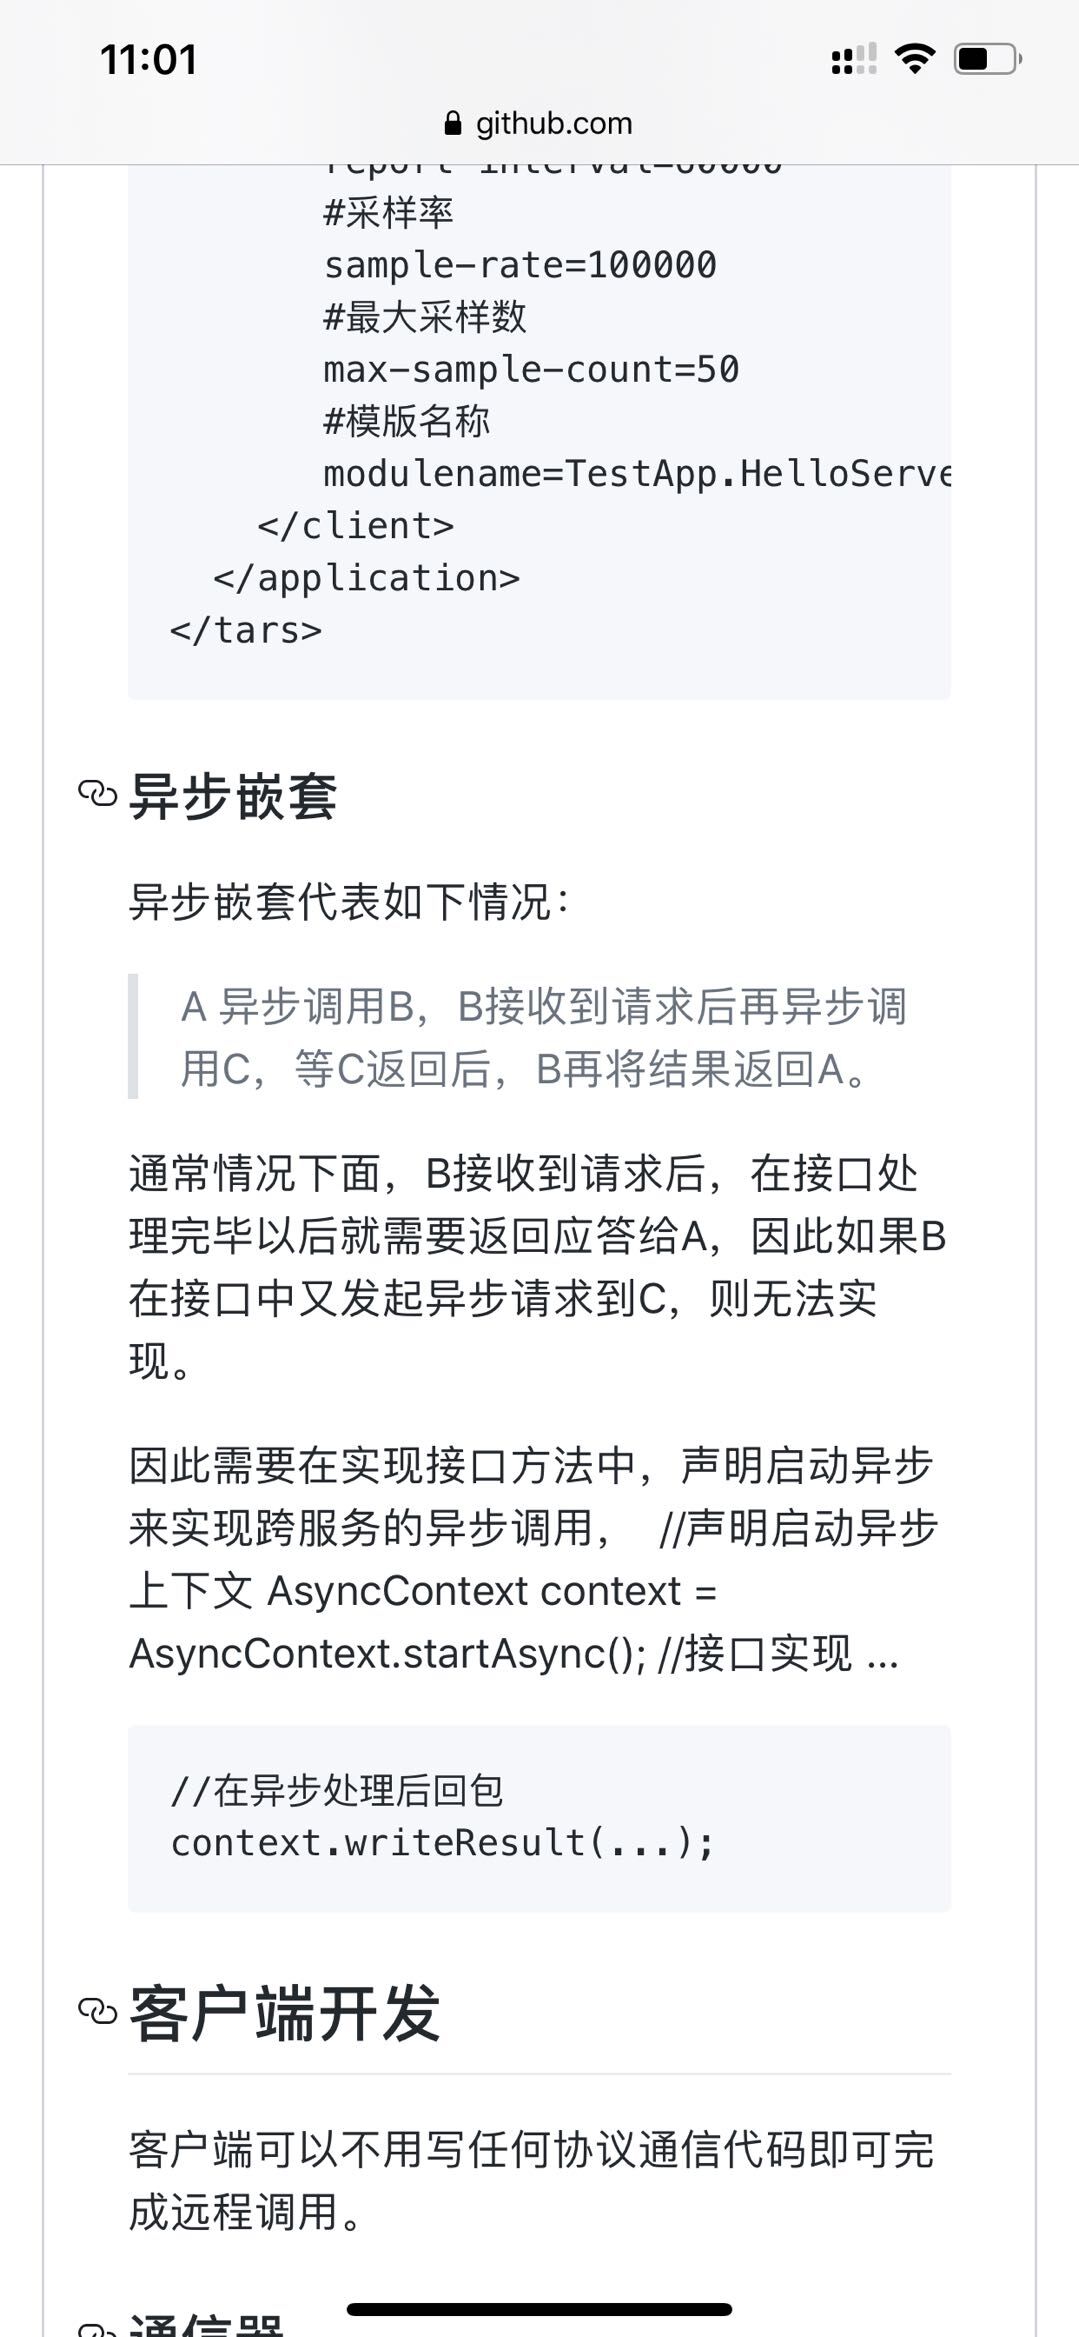 11:01
github.com
#采样率
sample-rate=100000
#最大采样数
max-sample-count=50
#模版名称
modulename=TestApp.HelloServe
</client>
</application>
</tars>
异步嵌套
异步嵌套代表如下情况：
A 异步调用B，B接收到请求后再异步调
用C，等C返回后，B再将结果返回A。
通常情况下面，B接收到请求后，在接口处
理完毕以后就需要返回应答给A，因此如果B
在接口中又发起异步请求到C，则无法实
现。
因此需要在实现接口方法中，声明启动异步
来实现跨服务的异步调用， //声明启动异步
上下文 AsyncContext context =
AsyncContext.startAsync(); //接口实现 ...
//在异步处理后回包
context.writeResult(...);
客户端开发
客户端可以不用写任何协议通信代码即可完
成远程调用。
通信器